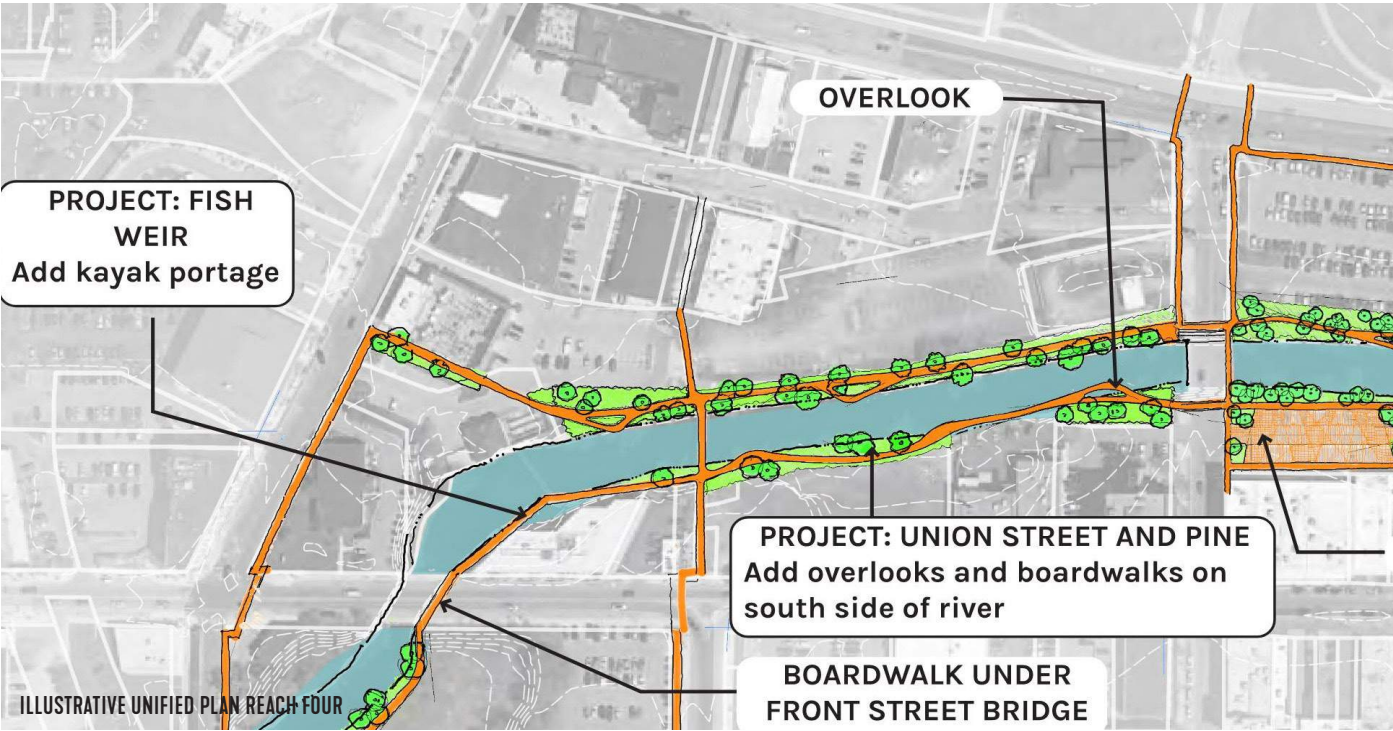 OVERLOOK
PROJECT: FISH
WEIR
Add kayak portage
PROJECT: UNION STREET AND PINE
Add overlooks and boardwalks on
south side of river
BOARDWALK UNDER
FRONT STREET BRIDGE
ILLUSTRATIVE UNIFIED PLAN REACH FOUR